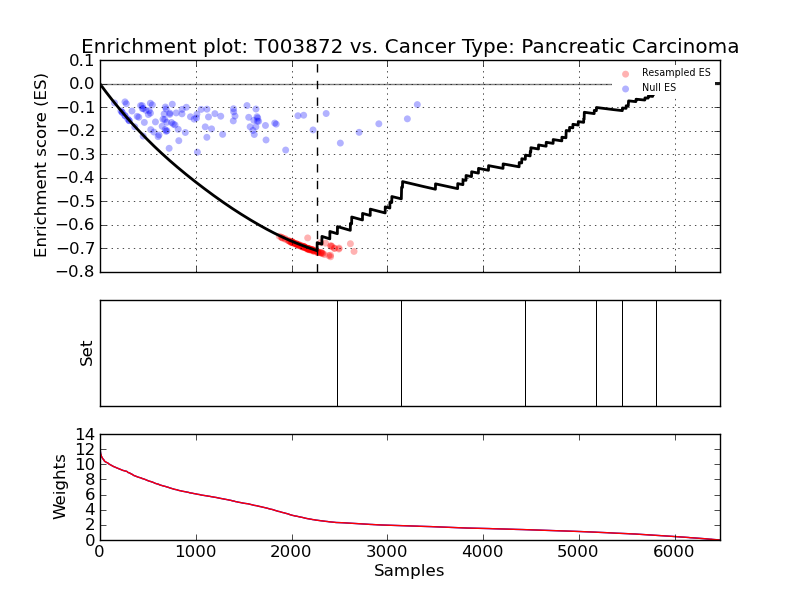 Enrichment plot: T003872 vs. Cancer Type: Pancreatic Carcinoma
Enrichment score (ES)
0.1
0.0
−0.1
−0.2
−0.3
−0.4
−0.5
−0.6
−0.7
−0.8
Resampled ES
Null ES
Set
Weights
14
12
10
8
6
4
2
0
0 1000 2000 3000 4000 5000 6000
Samples